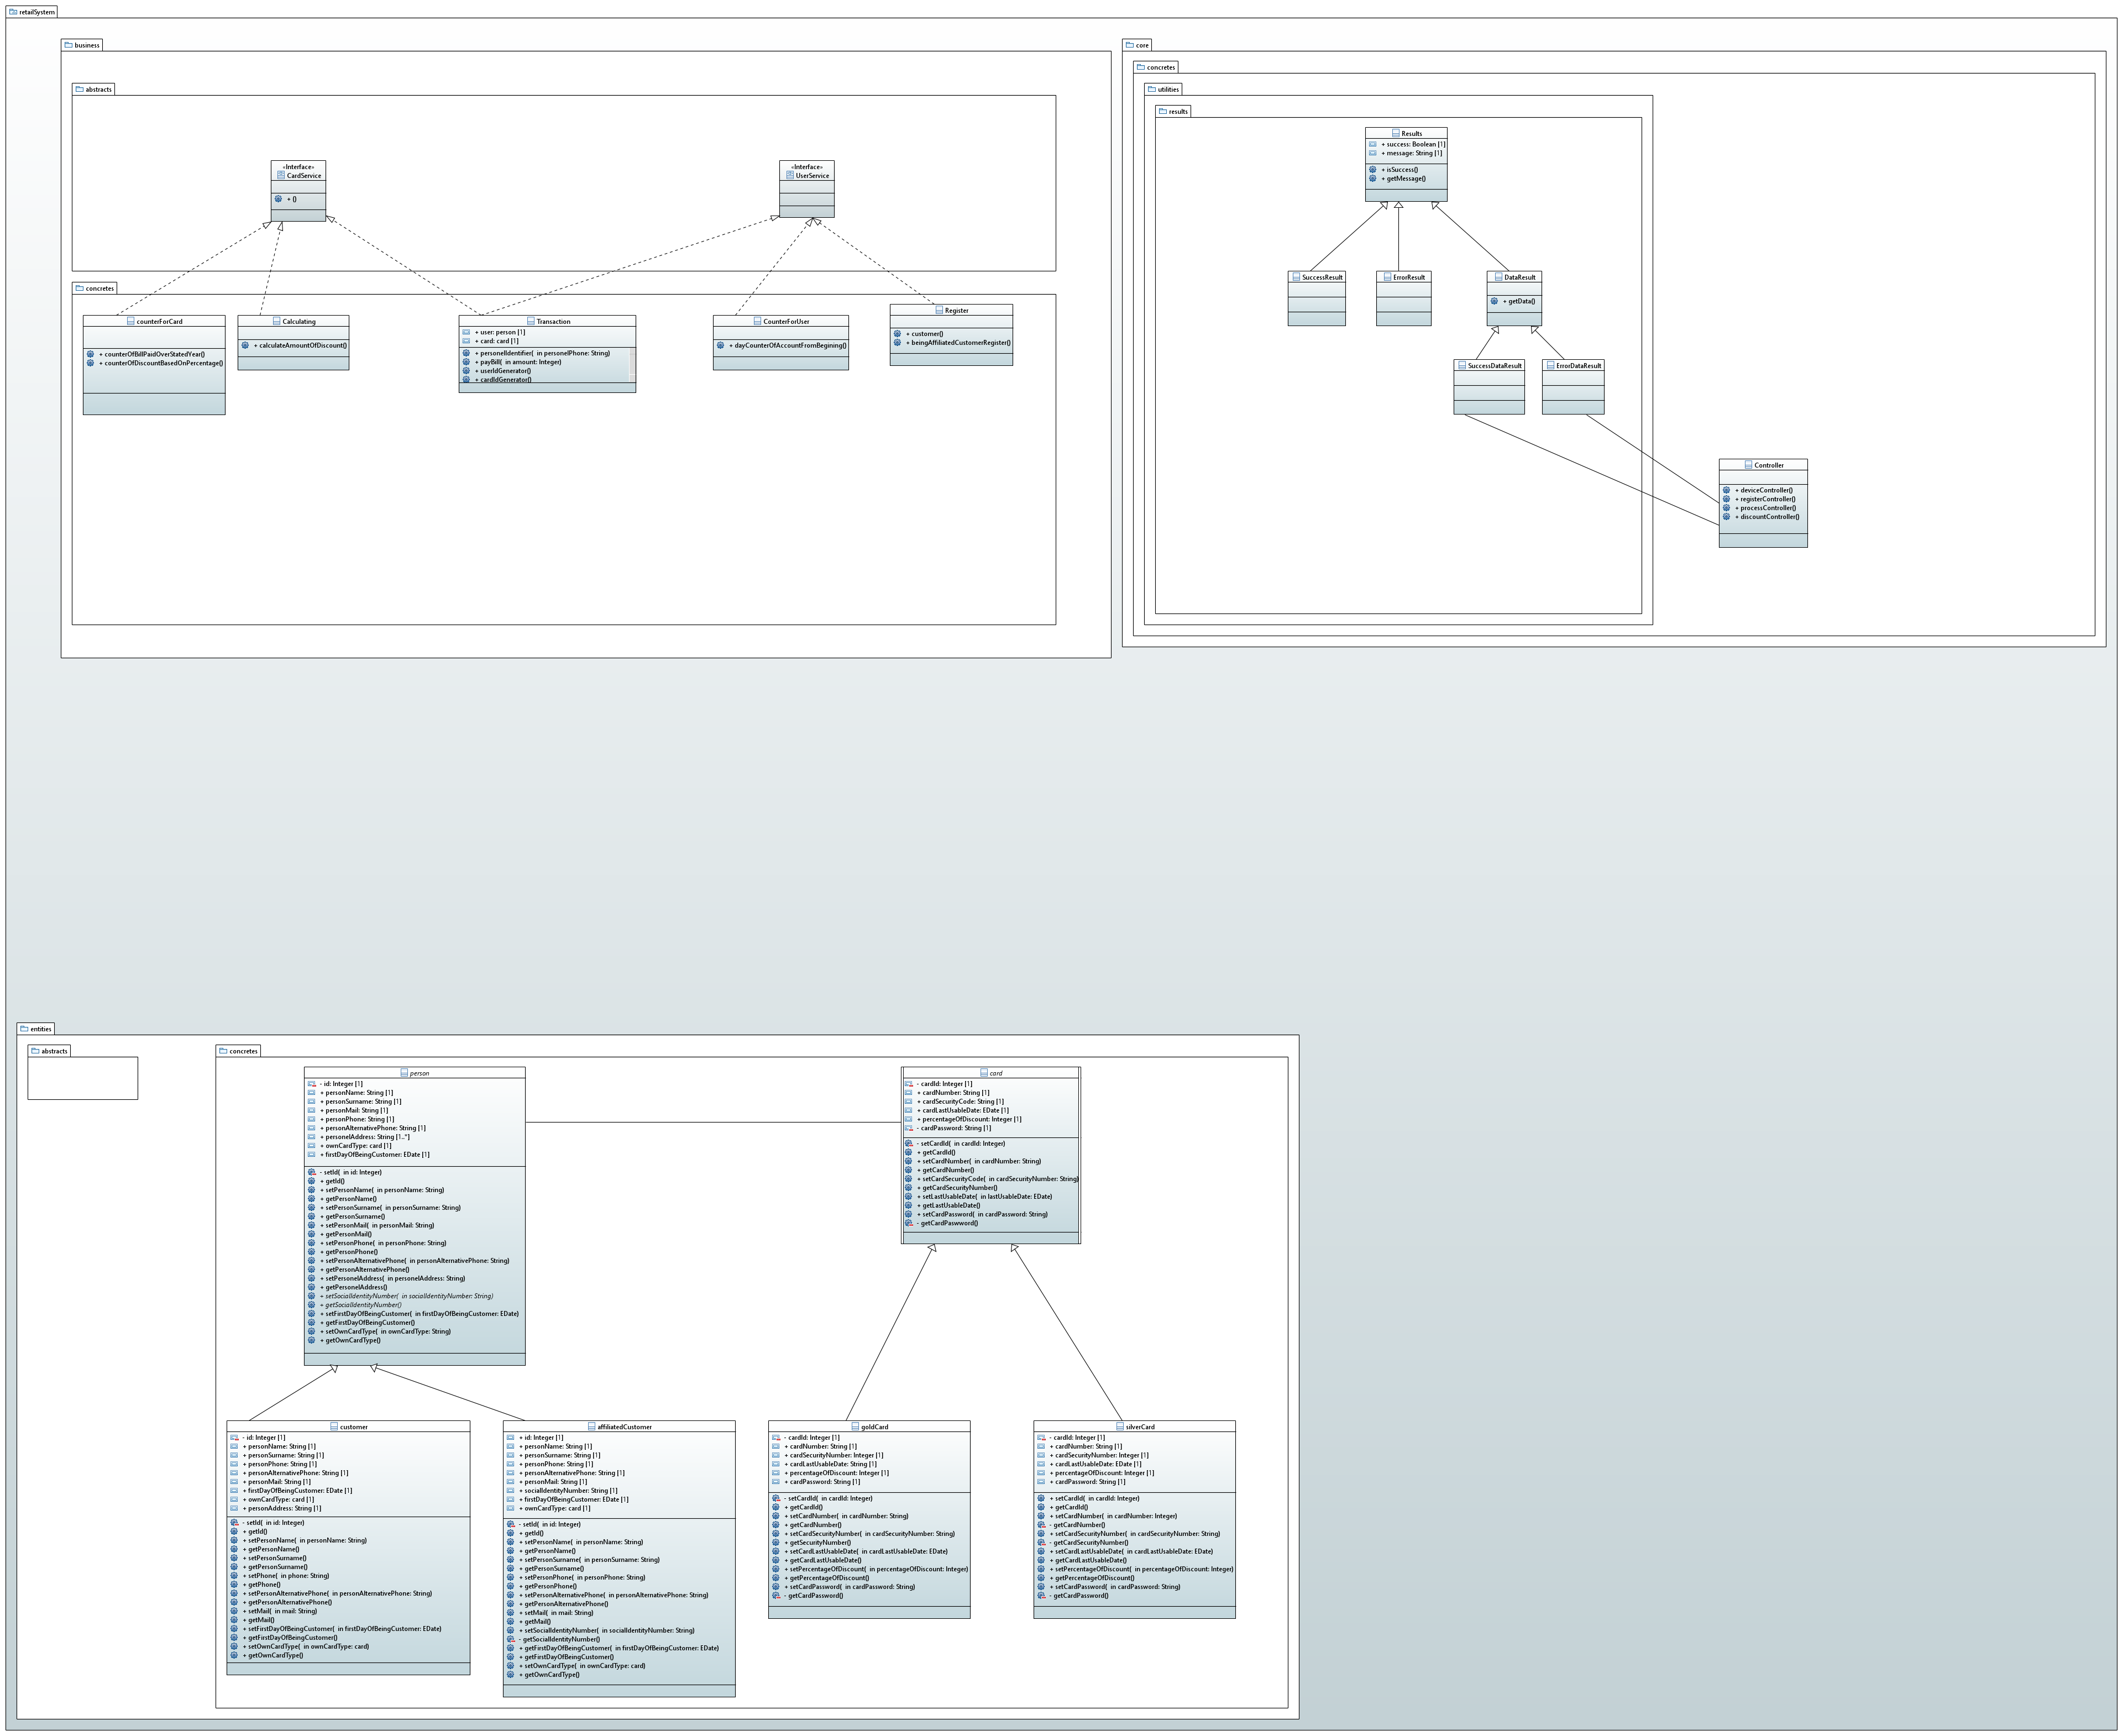 retailSystem
business
abstracts
«Interface»
CardService
+ ()
«Interface»
UserService
concretes
counterForCard
+ counterOfBillPaidOverStatedYear()
+ counterOfDiscountBasedOnPercentage()
Calculating
+ calculateAmountOfDiscount()
Transaction
+ user: person [1]
+ card: card [1]
+ personelIdentifier( in personelPhone: String)
+ payBill( in amount: Integer)
+ userIdGenerator()
+ cardIdGenerator()
CounterForUser
+ dayCounterOfAccountFromBegining()
Register
+ customer()
+ beingAffiliatedCustomerRegister()
core
concretes
utilities
results
Results
+ success: Boolean [1]
+ message: String [1]
+ isSuccess()
+ getMessage()
SuccessResult
ErrorResult
DataResult
+ getData()
SuccessDataResult
ErrorDataResult
Controller
+ deviceController()
+ registerController()
+ processController()
+ discountController()
entities
abstracts
concretes
person
- id: Integer [1]
+ personName: String [1]
+ personSurname: String [1]
+ personMail: String [1]
+ personPhone: String [1]
+ personAlternativePhone: String [1]
+ personelAddress: String [1..*]
+ ownCardType: card [1]
+ firstDayOfBeingCustomer: EDate [1]
- setId( in id: Integer)
+ getId()
+ setPersonName( in personName: String)
+ getPersonName()
+ setPersonSurname( in personSurname: String)
+ getPersonSurname()
+ setPersonMail( in personMail: String)
+ getPersonMail()
+ setPersonPhone( in personPhone: String)
+ getPersonPhone()
+ setPersonAlternativePhone( in personAlternativePhone: String)
+ getPersonAlternativePhone()
+ setPersonelAddress( in personelAddress: String)
+ getPersonelAddress()
+ setSocialIdentityNumber( in socialIdentityNumber: String)
+ getSocialIdentityNumber()
+ setFirstDayOfBeingCustomer( in firstDayOfBeingCustomer: EDate)
+ getFirstDayOfBeingCustomer()
+ setOwnCardType( in ownCardType: String)
+ getOwnCardType()
card
- cardId: Integer [1]
+ cardNumber: String [1]
+ cardSecurityCode: String [1]
+ cardLastUsableDate: EDate [1]
+ percentageOfDiscount: Integer [1]
- cardPassword: String [1]
- setCardId( in cardId: Integer)
+ getCardId()
+ setCardNumber( in cardNumber: String)
+ getCardNumber()
+ setCardSecurityCode( in cardSecurityNumber: String)
+ getCardSecurityNumber()
+ setLastUsableDate( in lastUsableDate: EDate)
+ getLastUsableDate()
+ setCardPassword( in cardPassword: String)
- getCardPaswword()
customer
- id: Integer [1]
+ personName: String [1]
+ personSurname: String [1]
+ personPhone: String [1]
+ personAlternativePhone: String [1]
+ personMail: String [1]
+ firstDayOfBeingCustomer: EDate [1]
+ ownCardType: card [1]
+ personAddress: String [1]
- setId( in id: Integer)
+ getId()
+ setPersonName( in personName: String)
+ getPersonName()
+ setPersonSurname()
+ getPersonSurname()
+ setPhone( in phone: String)
+ getPhone()
+ setPersonAlternativePhone( in personAlternativePhone: String)
+ getPersonAlternativePhone()
+ setMail( in mail: String)
+ getMail()
+ setFirstDayOfBeingCustomer( in firstDayOfBeingCustomer: EDate)
+ getFirstDayOfBeingCustomer()
+ setOwnCardType( in ownCardType: card)
+ getOwnCardType()
affiliatedCustomer
+ id: Integer [1]
+ personName: String [1]
+ personSurname: String [1]
+ personPhone: String [1]
+ personAlternativePhone: String [1]
+ personMail: String [1]
+ socialIdentityNumber: String [1]
+ firstDayOfBeingCustomer: EDate [1]
+ ownCardType: card [1]
- setId( in id: Integer)
+ getId()
+ setPersonName( in personName: String)
+ getPersonName()
+ setPersonSurname( in personSurname: String)
+ getPersonSurname()
+ setPersonPhone( in personPhone: String)
+ getPersonPhone()
+ setPersonAlternativePhone( in personAlternativePhone: String)
+ getPersonAlternativePhone()
+ setMail( in mail: String)
+ getMail()
+ setSocialIdentityNumber( in socialIdentityNumber: String)
- getSocialIdentityNumber()
+ getFirstDayOfBeingCustomer( in firstDayOfBeingCustomer: EDate)
+ getFirstDayOfBeingCustomer()
+ setOwnCardType( in ownCardType: card)
+ getOwnCardType()
goldCard
- cardId: Integer [1]
+ cardNumber: String [1]
+ cardSecurityNumber: Integer [1]
+ cardLastUsableDate: String [1]
+ percentageOfDiscount: Integer [1]
+ cardPassword: String [1]
- setCardId( in cardId: Integer)
+ getCardId()
+ setCardNumber( in cardNumber: String)
+ getCardNumber()
+ setCardSecurityNumber( in cardSecurityNumber: String)
+ getSecurityNumber()
+ setCardLastUsableDate( in cardLastUsableDate: EDate)
+ getCardLastUsableDate()
+ setPercentageOfDiscount( in percentageOfDiscount: Integer)
+ getPercentageOfDiscount()
+ setCardPassword( in cardPassword: String)
- getCardPassword()
silverCard
- cardId: Integer [1]
+ cardNumber: String [1]
+ cardSecurityNumber: Integer [1]
+ cardLastUsableDate: EDate [1]
+ percentageOfDiscount: Integer [1]
+ cardPassword: String [1]
+ setCardId( in cardId: Integer)
+ getCardId()
+ setCardNumber( in cardNumber: Integer)
- getCardNumber()
+ setCardSecurityNumber( in cardSecurityNumber: String)
- getCardSecurityNumber()
+ setCardLastUsableDate( in cardLastUsableDate: EDate)
+ getCardLastUsableDate()
+ setPercentageOfDiscount( in percentageOfDiscount: Integer)
+ getPercentageOfDiscount()
+ setCardPassword( in cardPassword: String)
- getCardPassword()